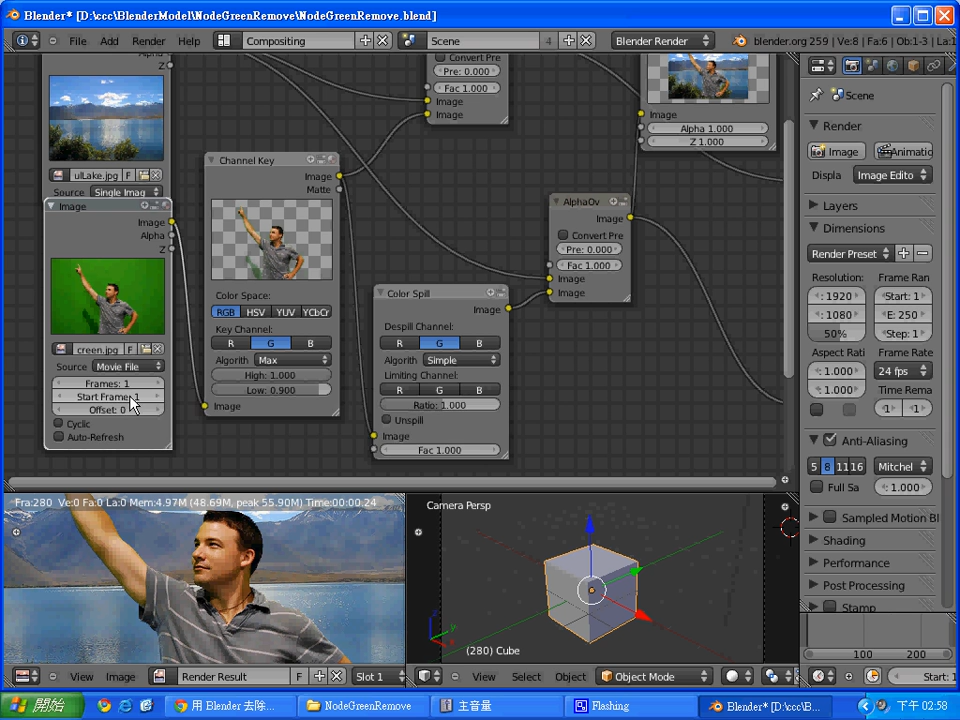 Blender* [D:\ccc\BlenderModel\NodeGreenRemove\NodeGreenRemove.blend]
File Add Render Help Compositing Scene 4 Blender Render blender.org 259 | Ve:8 | Fa:6 | Ob:1-3 | La:1
Alpha
Z
ulLake.jpg F
Source Single Imag
Image
Image
Alpha
Z
creen.jpg F
Source Movie File
Frames: 1
Start Frame: 1
Offset: 0
Cyclic
Auto-Refresh
Channel Key
Image
Matte
Color Space:
RGB HSV YUV YCbCr
Key Channel:
R G B
Algorith Max
High: 1.000
Low: 0.900
Image
Convert Pre
Pre: 0.000
Fac 1.000
Image
Image
Color Spill
Image
Despill Channel:
R G B
Algorith Simple
Limiting Channel:
R G B
Ratio: 1.000
Unspill
Image
Fac 1.000
AlphaOv
Image
Convert Pre
Pre: 0.000
Fac 1.000
Image
Image
Image
Alpha 1.000
Z 1.000
Scene
Render
Image Animatic
Displa Image Edito
Layers
Dimensions
Render Preset
Resolution: Frame Ran
: 1920 Start: 1
: 1080 E: 250
50% Step: 1
Aspect Rati Frame Rate
: 1.000 24 fps
: 1.000 Time Rema
: 1 : 1
Anti-Aliasing
5 8 11 16 Mitchel
Full Sa : 1.000
Sampled Motion Bl
Shading
Performance
Post Processing
Stamp
100 200
Start: 1
Fra:280 Ve:0 Fa:0 La:0 Mem:4.97M (48.69M, peak 55.90M) Time:00:00.24
View Image Render Result F Slot 1
Camera Persp
(280) Cube
View Select Object Object Mode
開始 用 Blender 去除... NodeGreenRemove 主音量 Flashing Blender* [D:\ccc\B... 下午 02:58